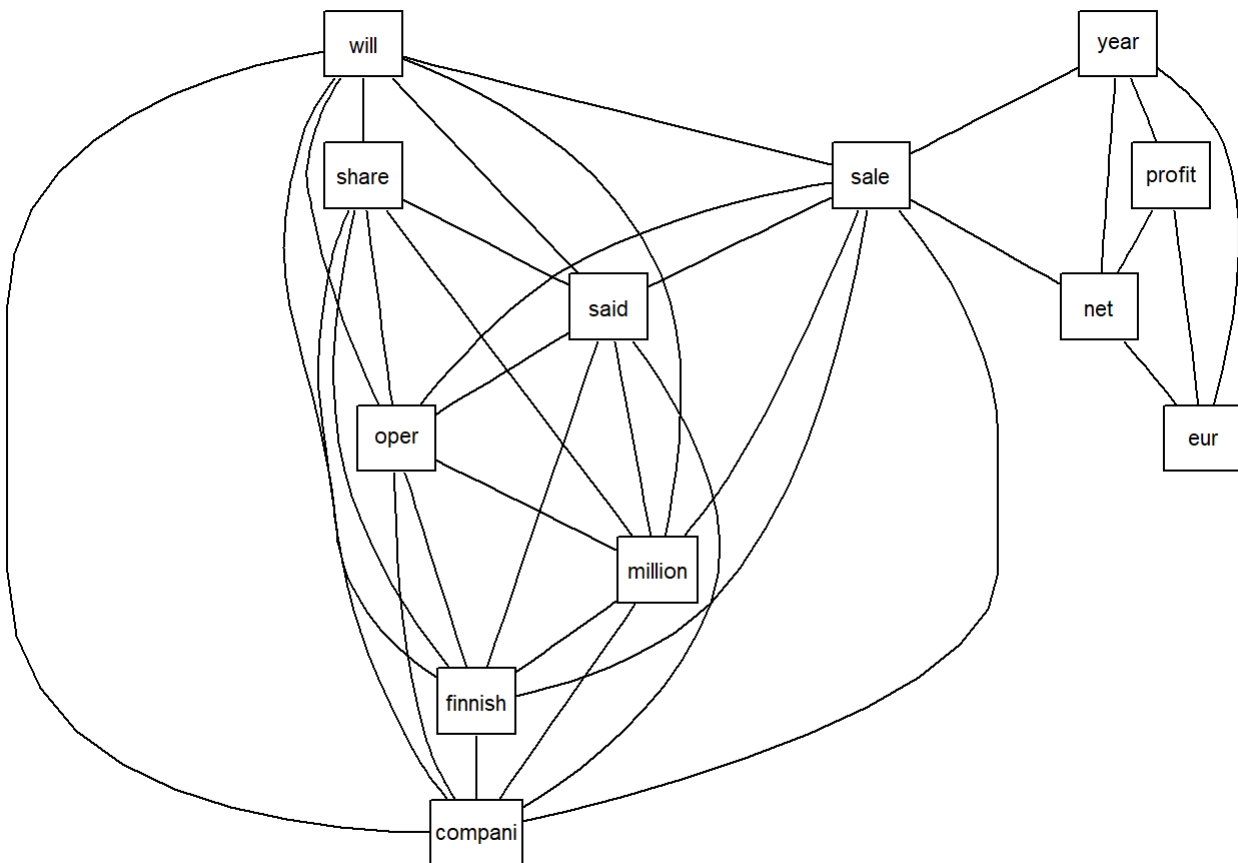 will
year
share
sale
profit
said
net
oper
eur
million
finnish
compani